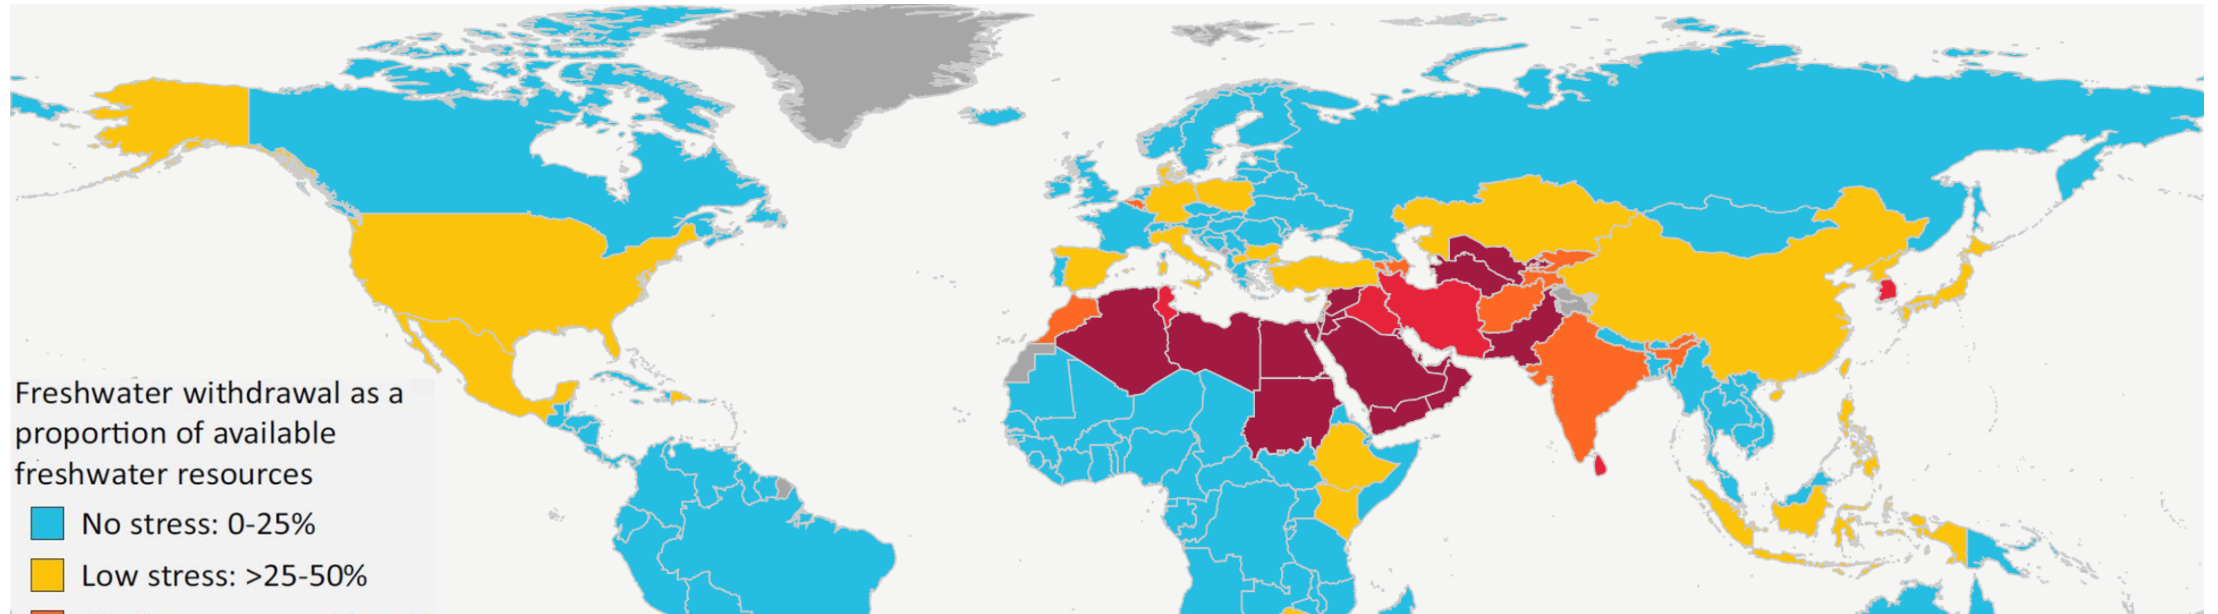 Freshwater withdrawal as a
proportion of available
freshwater resources
No stress: 0-25%
Low stress: >25-50%